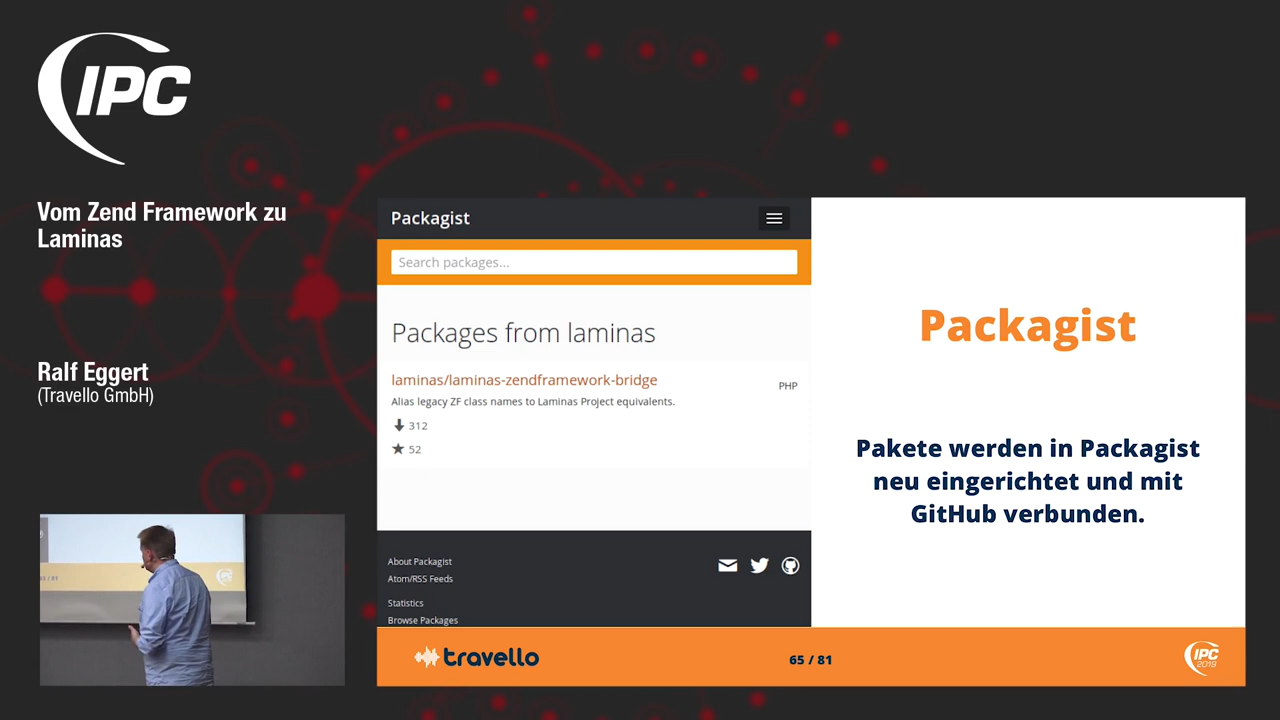 IPC
Vom Zend Framework zu
Laminas
Ralf Eggert
(Travello GmbH)
Packagist
Search packages...
Packages from laminas
laminas/laminas-zendframework-bridge
PHP
Alias legacy ZF class names to Laminas Project equivalents.
312
52
About Packagist
Atom/RSS Feeds
Statistics
Browse Packages
Packagist
Pakete werden in Packagist
neu eingerichtet und mit
GitHub verbunden.
travello
65 / 81
IPC
2019